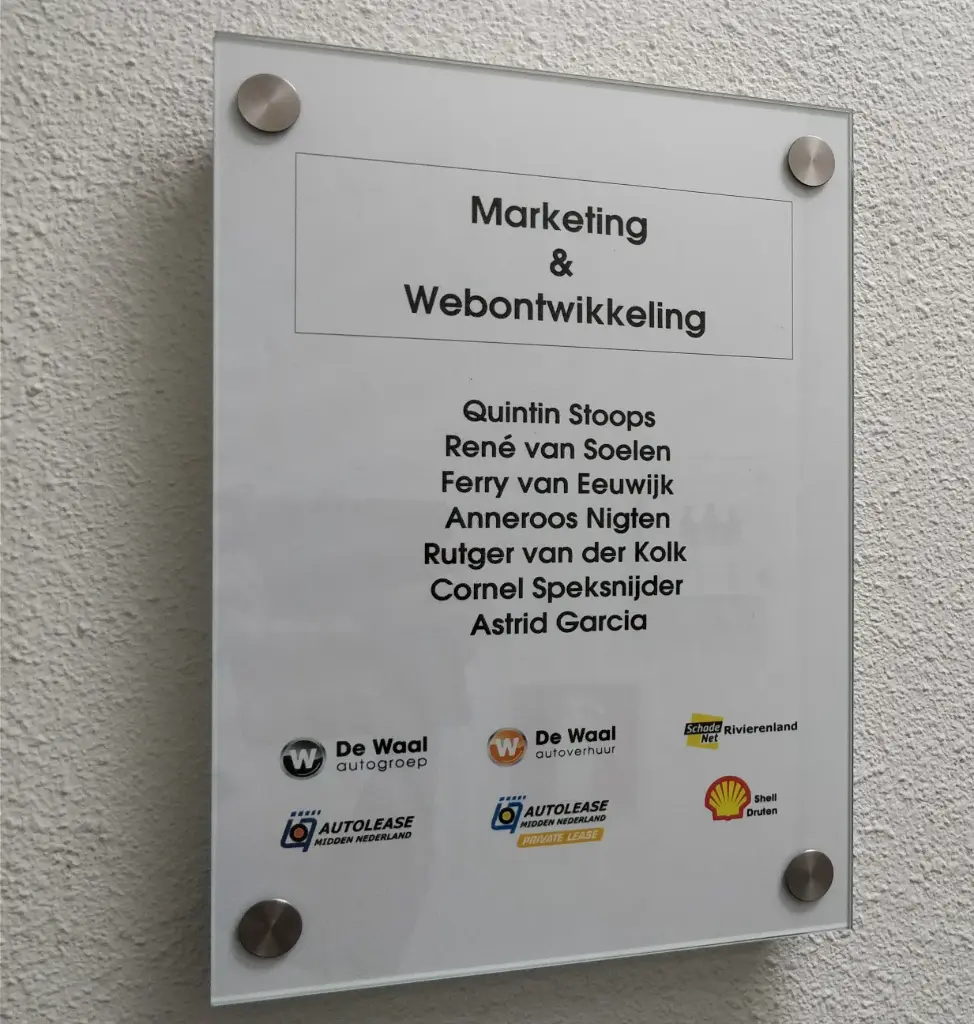 Marketing
&
Webontwikkeling
Quintin Stoops
René van Soelen
Ferry van Eeuwijk
Anneroos Nigten
Rutger van der Kolk
Cornel Speksnijder
Astrid Garcia
W De Waal
autogroep
W De Waal
autoverhuur
Schade
Net
Rivierenland
AUTOLEASE
MIDDEN NEDERLAND
AUTOLEASE
MIDDEN NEDERLAND
PRIVATE LEASE
Shell
Druten